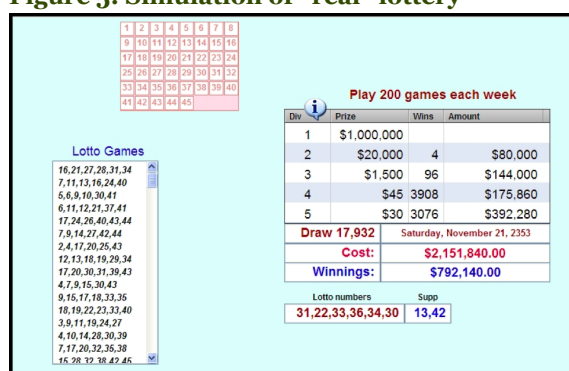 Figure 3. Simulation of "real" lottery
1 2 3 4 5 6 7 8
9 10 11 12 13 14 15 16
17 18 19 20 21 22 23 24
25 26 27 28 29 30 31 32
33 34 35 36 37 38 39 40
41 42 43 44 45
Lotto Games
16,21,27,28,31,34
7,11,13,16,24,40
5,6,9,10,30,41
6,11,12,21,37,41
17,24,26,40,43,44
7,9,14,27,42,44
2,4,17,20,25,43
12,13,18,19,29,34
17,20,30,31,39,43
4,7,9,15,30,43
9,15,17,18,33,35
18,19,22,23,33,40
3,9,11,19,24,27
4,10,14,28,30,39
7,17,20,32,35,38
15,28,32,38,42,45
Play 200 games each week
Div i Prize Wins Amount
1 $1,000,000
2 $20,000 4 $80,000
3 $1,500 96 $144,000
4 $45 3908 $175,860
5 $30 3076 $392,280
Draw 17,932 Saturday, November 21, 2353
Cost: $2,151,840.00
Winnings: $792,140.00
Lotto numbers Supp
31,22,33,36,34,30 13,42